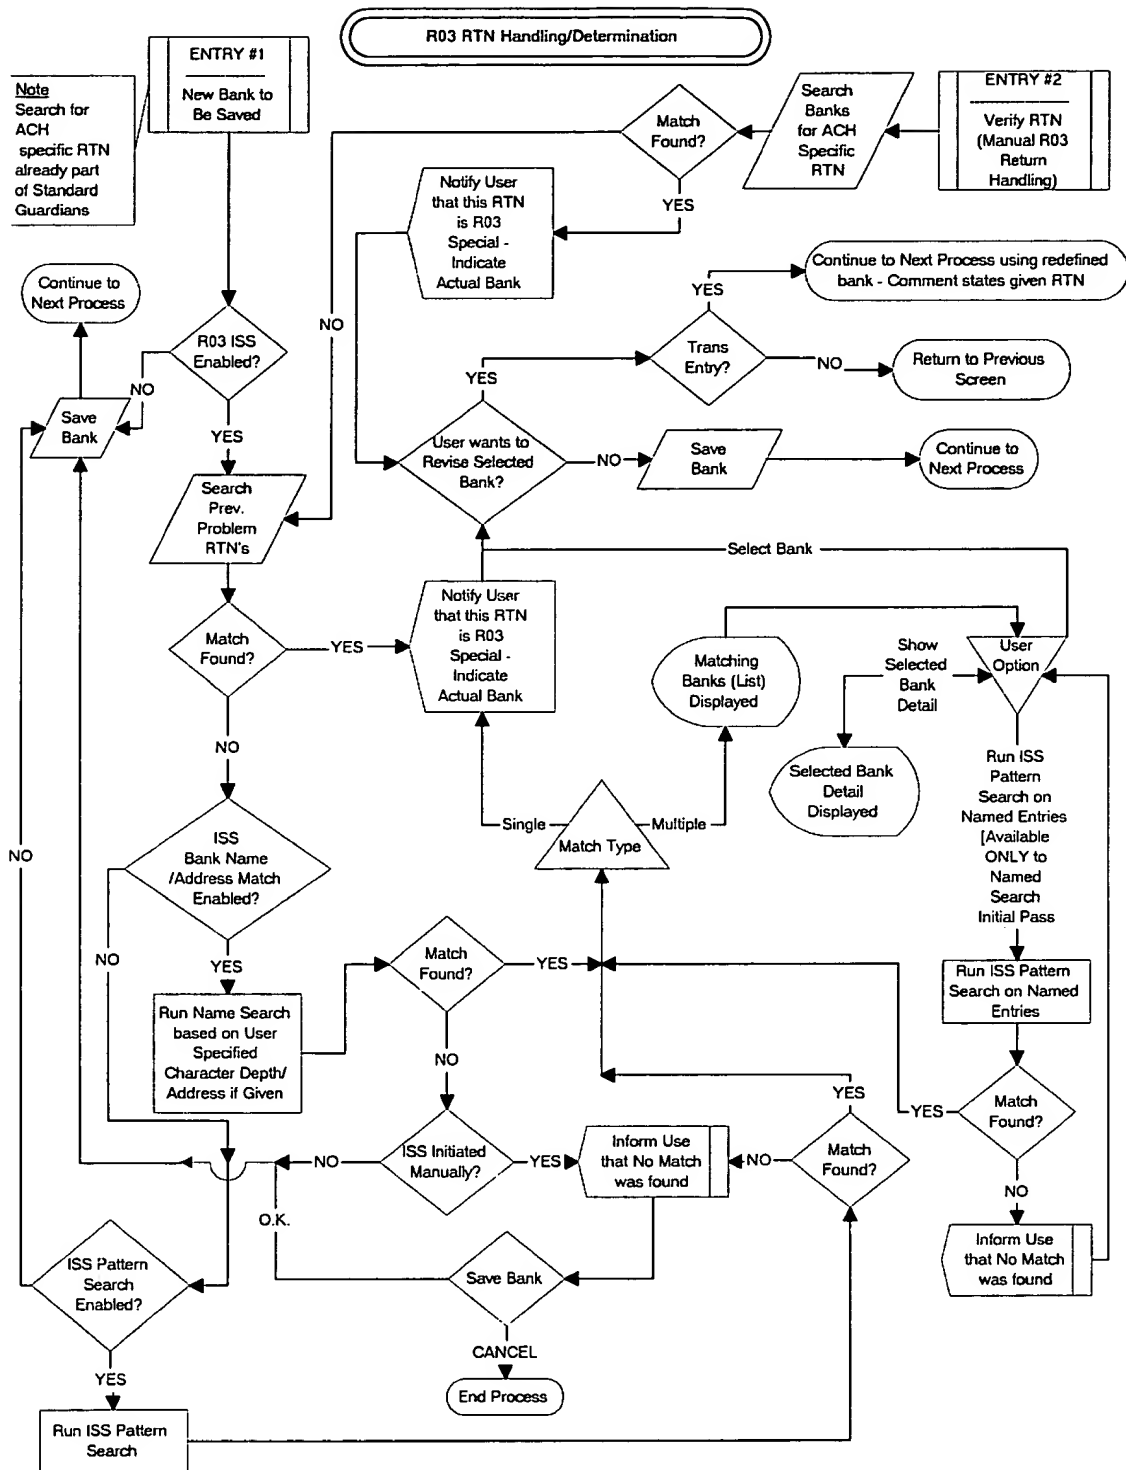 R03 RTN Handling/Determination
ENTRY #1
New Bank to
Be Saved
Note
Search for
ACH
specific RTN
already part
of Standard
Guardians
ENTRY #2
Verify RTN
(Manual R03
Return
Handling)
Search
Banks
for ACH
Specific
RTN
Match
Found?
YES
NO
Notify User
that this RTN
is R03
Special -
Indicate
Actual Bank
Continue to
Next Process
R03 ISS
Enabled?
NO
YES
Save
Bank
Continue to Next Process using redefined
bank - Comment states given RTN
YES
Trans
Entry?
NO
Return to Previous
Screen
YES
User wants to
Revise Selected
Bank?
NO
Save
Bank
Continue to
Next Process
Search
Prev.
Problem
RTN's
Select Bank
Match
Found?
YES
NO
Notify User
that this RTN
is R03
Special -
Indicate
Actual Bank
Matching
Banks (List)
Displayed
Show
Selected
Bank
Detail
User
Option
Selected Bank
Detail
Displayed
Run ISS
Pattern
Search on
Named Entries
[Available
ONLY to
Named
Search
Initial Pass
Single
Multiple
Match Type
ISS
Bank Name
/Address Match
Enabled?
NO
NO
YES
Run Name Search
based on User
Specified
Character Depth/
Address if Given
Match
Found?
YES
NO
Run ISS Pattern
Search on Named
Entries
Match
Found?
YES
NO
Inform Use
that No Match
was found
ISS Initiated
Manually?
NO
YES
Inform Use
that No Match
was found
NO
Match
Found?
YES
O.K.
Save Bank
CANCEL
End Process
ISS Pattern
Search
Enabled?
YES
Run ISS Pattern
Search